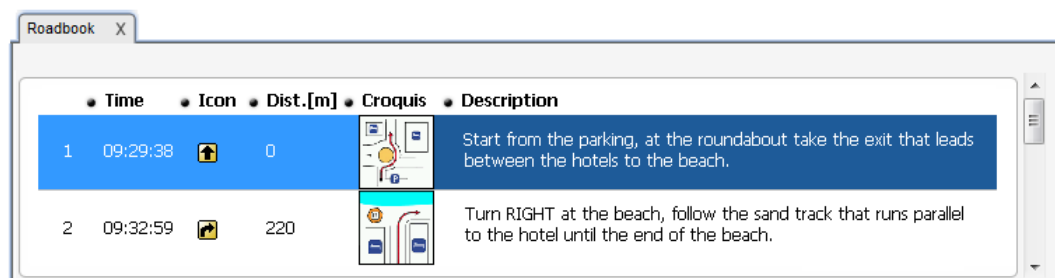 Roadbook X
Time Icon Dist.[m] Croquis Description
1 09:29:38 0 Start from the parking, at the roundabout take the exit that leads
between the hotels to the beach.
P
2 09:32:59 220 Turn RIGHT at the beach, follow the sand track that runs parallel
to the hotel until the end of the beach.